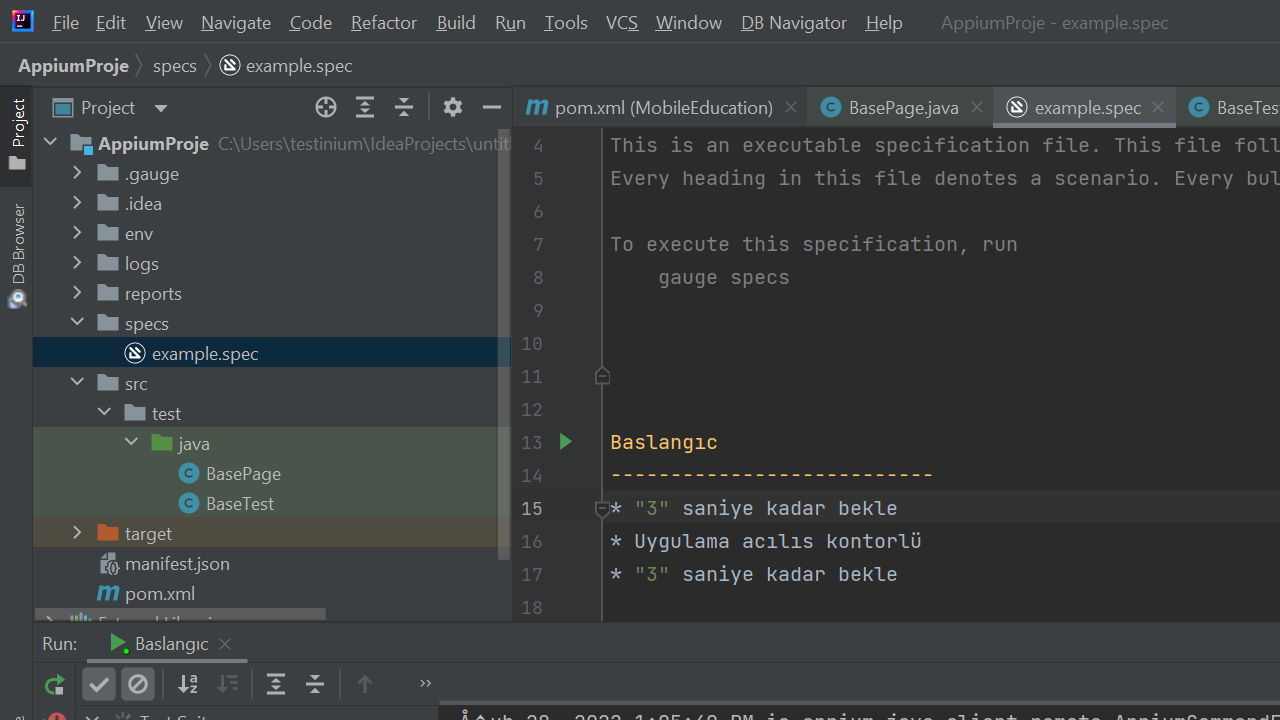 File Edit View Navigate Code Refactor Build Run Tools VCS Window DB Navigator Help AppiumProje - example.spec
AppiumProje specs example.spec
Project
DB Browser
Project
pom.xml (MobileEducation) BasePage.java example.spec BaseTes
AppiumProje C:\Users\testinium\IdeaProjects\untit
.gauge
.idea
env
logs
reports
specs
example.spec
src
test
java
BasePage
BaseTest
target
manifest.json
pom.xml
4 This is an executable specification file. This file foll
5 Every heading in this file denotes a scenario. Every bul
6
7 To execute this specification, run
8 gauge specs
9
10
11
12
13 Baslangıc
14 ---------------------------
15 * "3" saniye kadar bekle
16 * Uygulama acılıs kontorlü
17 * "3" saniye kadar bekle
18
Run: Baslangıc